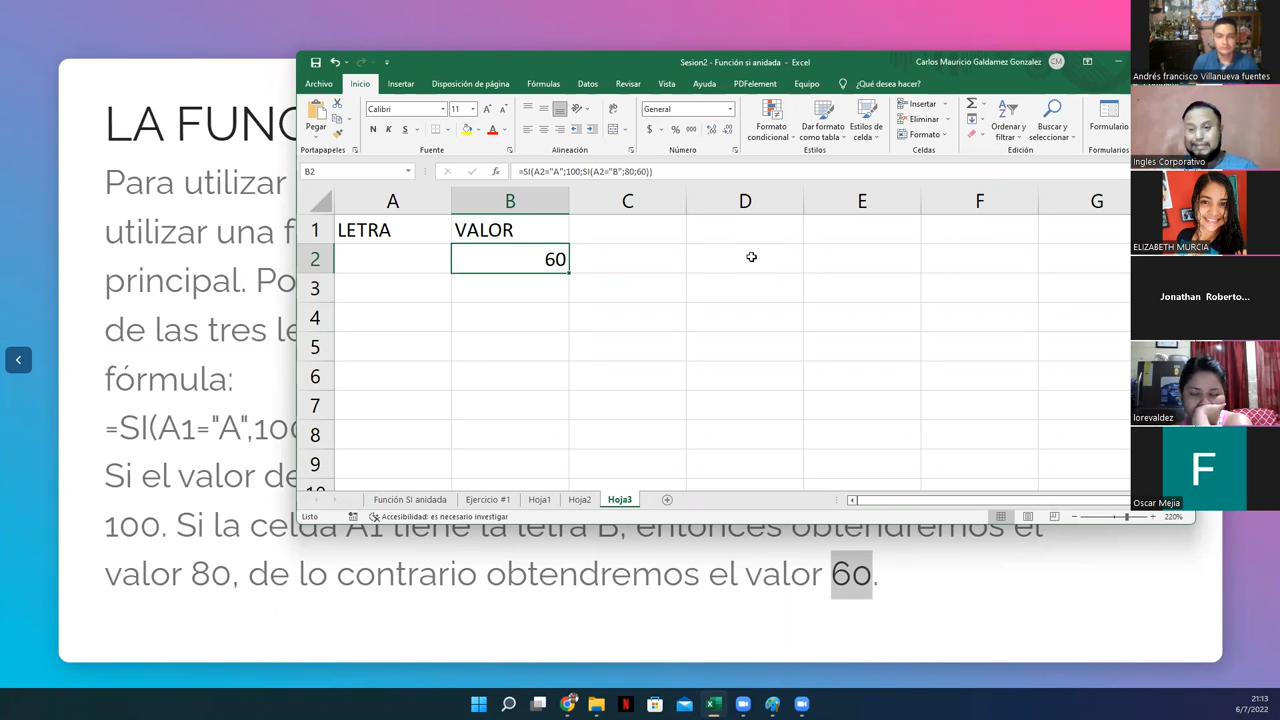 LA FUNC
Para utilizar
utilizar una f
principal. Po
de las tres le
fórmula:
=SI(A1="A",100
Si el valor de
100. Si la celda A1 tiene la letra B, entonces obtendremos el
valor 80, de lo contrario obtendremos el valor 60.
Sesion2 - Función si anidada - Excel
Carlos Mauricio Galdamez Gonzalez
CM
Archivo Inicio Insertar Disposición de página Fórmulas Datos Revisar Vista Ayuda PDFelement Equipo ¿Qué desea hacer?
Pegar
Calibri 11
N K S
General
$ % 000
Formato condicional
Dar formato como tabla
Estilos de celda
Insertar
Eliminar
Formato
Ordenar y filtrar
Buscar y seleccionar
Formulario
Portapapeles Fuente Alineación Número Estilos Celdas Edición Formularios
B2 fx =SI(A2="A";100;SI(A2="B";80;60))
A B C D E F G
1 LETRA VALOR
2 60
3
4
5
6
7
8
9
10
Función SI anidada Ejercicio #1 Hoja1 Hoja2 Hoja3
Listo Accesibilidad: es necesario investigar 220%
Andrés francisco Villanueva fuentes
Ingles Corporativo
ELIZABETH MURCIA
Jonathan Roberto...
lorevaldez
F
Oscar Mejia
21:13
6/7/2022